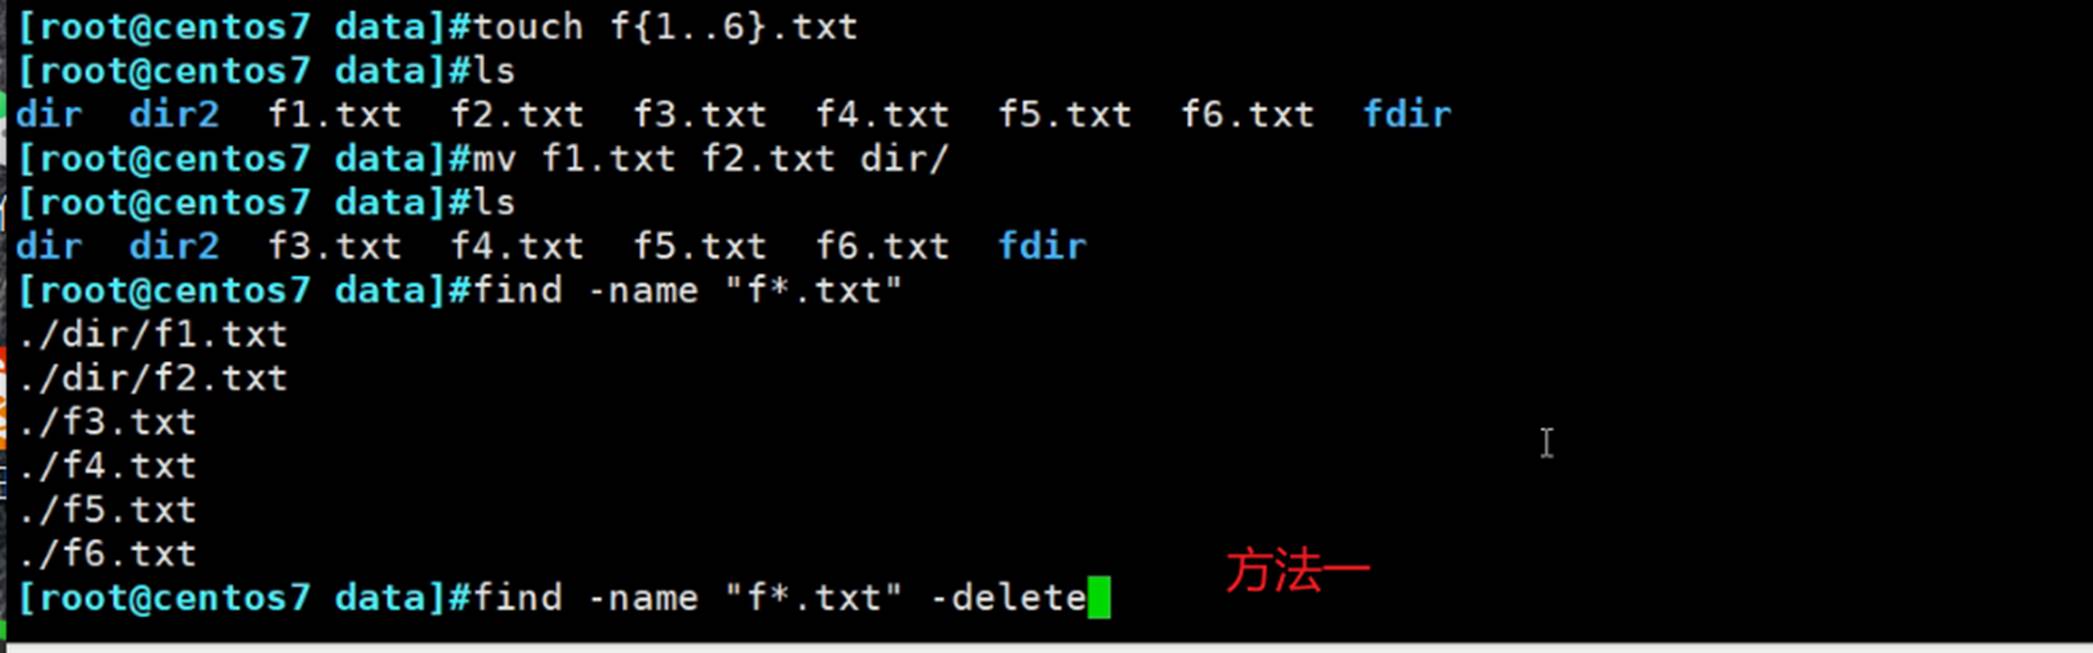 [root@centos7 data]#touch f{1..6}.txt
[root@centos7 data]#ls
dir  dir2  f1.txt  f2.txt  f3.txt  f4.txt  f5.txt  f6.txt  fdir
[root@centos7 data]#mv f1.txt f2.txt dir/
[root@centos7 data]#ls
dir  dir2  f3.txt  f4.txt  f5.txt  f6.txt  fdir
[root@centos7 data]#find -name "f*.txt"
./dir/f1.txt
./dir/f2.txt
./f3.txt
./f4.txt
./f5.txt
./f6.txt
方法一
[root@centos7 data]#find -name "f*.txt" -delete